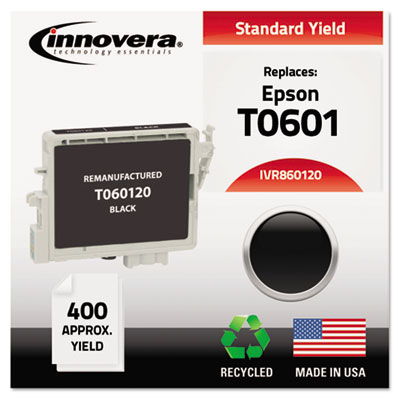 innovera
technology essentials
Standard Yield
Replaces:
Epson
T0601
IVR860120
REMANUFACTURED
T060120
BLACK
400
APPROX.
YIELD
RECYCLED
MADE IN USA